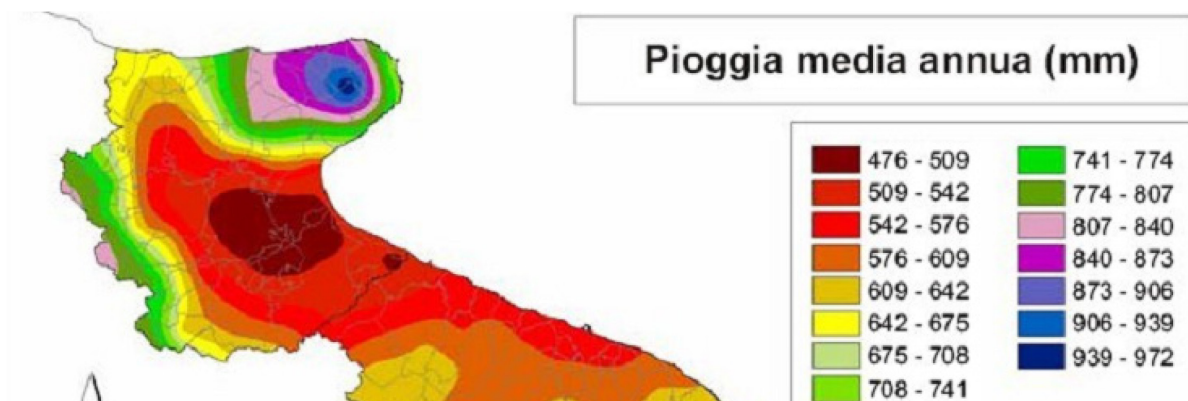 Pioggia media annua (mm)
476 - 509
509 - 542
542 - 576
576 - 609
609 - 642
642 - 675
675 - 708
708 - 741
741 - 774
774 - 807
807 - 840
840 - 873
873 - 906
906 - 939
939 - 972